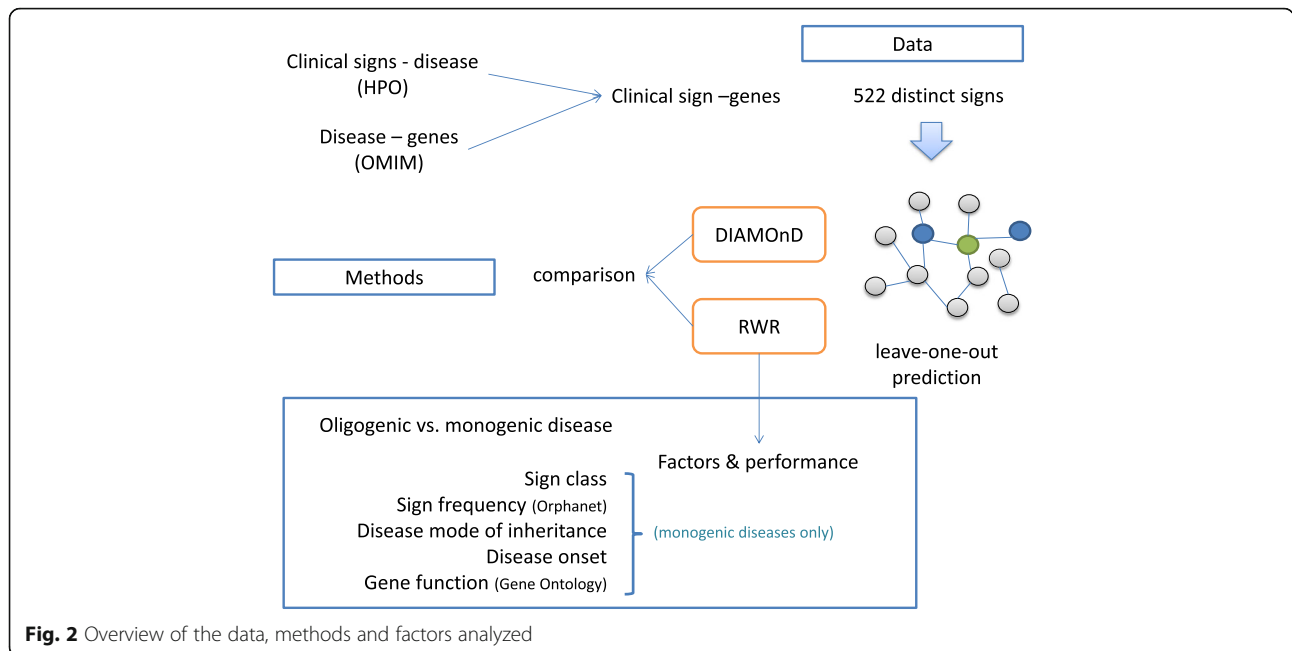 Data
Clinical signs - disease
(HPO)
Clinical sign –genes
522 distinct signs
Disease – genes
(OMIM)
DIAMOnD
Methods
comparison
RWR
leave-one-out
prediction
Oligogenic vs. monogenic disease
Factors & performance
Sign class
Sign frequency (Orphanet)
Disease mode of inheritance
(monogenic diseases only)
Disease onset
Gene function (Gene Ontology)
Fig. 2 Overview of the data, methods and factors analyzed